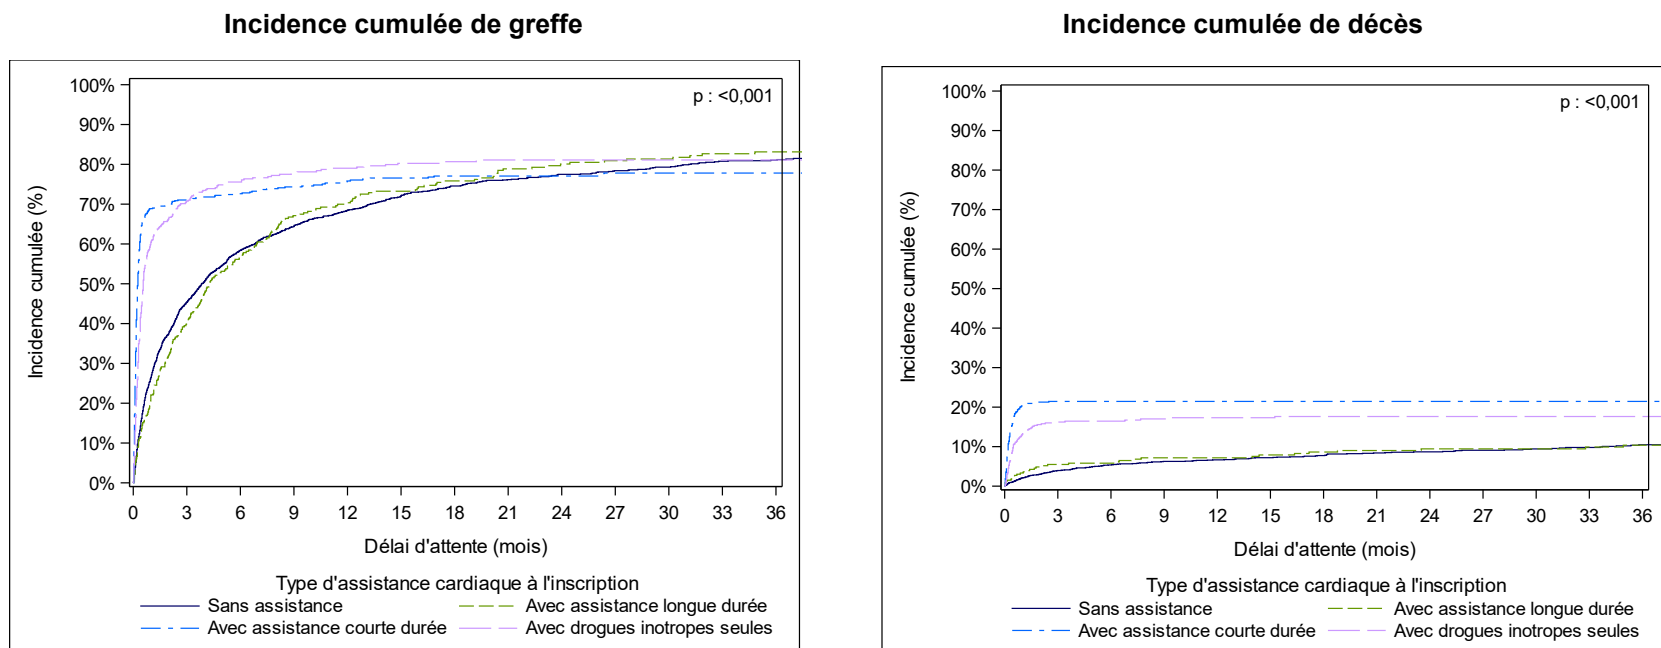 Incidence cumulée de greffe
p : <0,001
Incidence cumulée (%)
100%
90%
80%
70%
60%
50%
40%
30%
20%
10%
0%
0 3 6 9 12 15 18 21 24 27 30 33 36
Délai d'attente (mois)
Type d'assistance cardiaque à l'inscription
Sans assistance Avec assistance longue durée
Avec assistance courte durée Avec drogues inotropes seules
Incidence cumulée de décès
p : <0,001
Incidence cumulée (%)
100%
90%
80%
70%
60%
50%
40%
30%
20%
10%
0%
0 3 6 9 12 15 18 21 24 27 30 33 36
Délai d'attente (mois)
Type d'assistance cardiaque à l'inscription
Sans assistance Avec assistance longue durée
Avec assistance courte durée Avec drogues inotropes seules